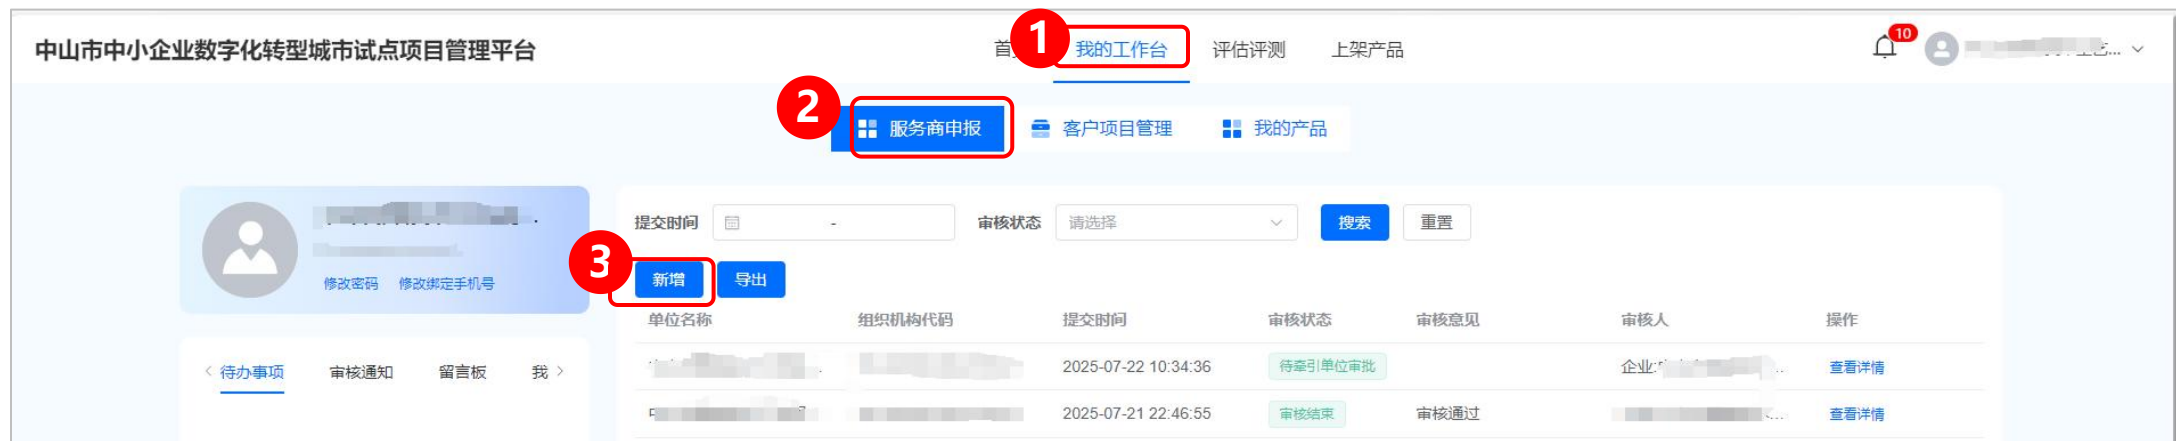 中山市中小企业数字化转型城市试点项目管理平台 首 1 我的工作台 评估评测 上架产品 10
2 服务商申报 客户项目管理 我的产品
提交时间 - 审核状态 请选择 搜索 重置
修改密码 修改绑定手机号
3 新增 导出
单位名称 组织机构代码 提交时间 审核状态 审核意见 审核人 操作
待办事项 审核通知 留言板 我
2025-07-22 10:34:36 待牵引单位审批 企业: 查看详情
2025-07-21 22:46:55 审核结束 审核通过 查看详情